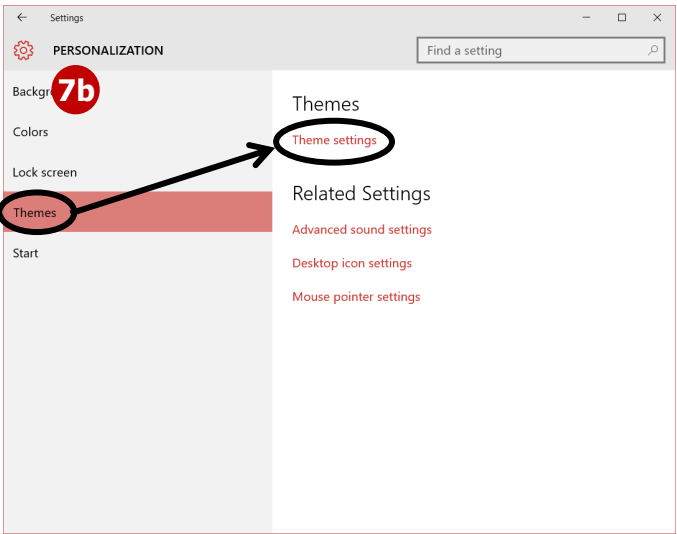 Settings
PERSONALIZATION
Find a setting
Backgr
7b
Colors
Lock screen
Themes
Start
Themes
Theme settings
Related Settings
Advanced sound settings
Desktop icon settings
Mouse pointer settings